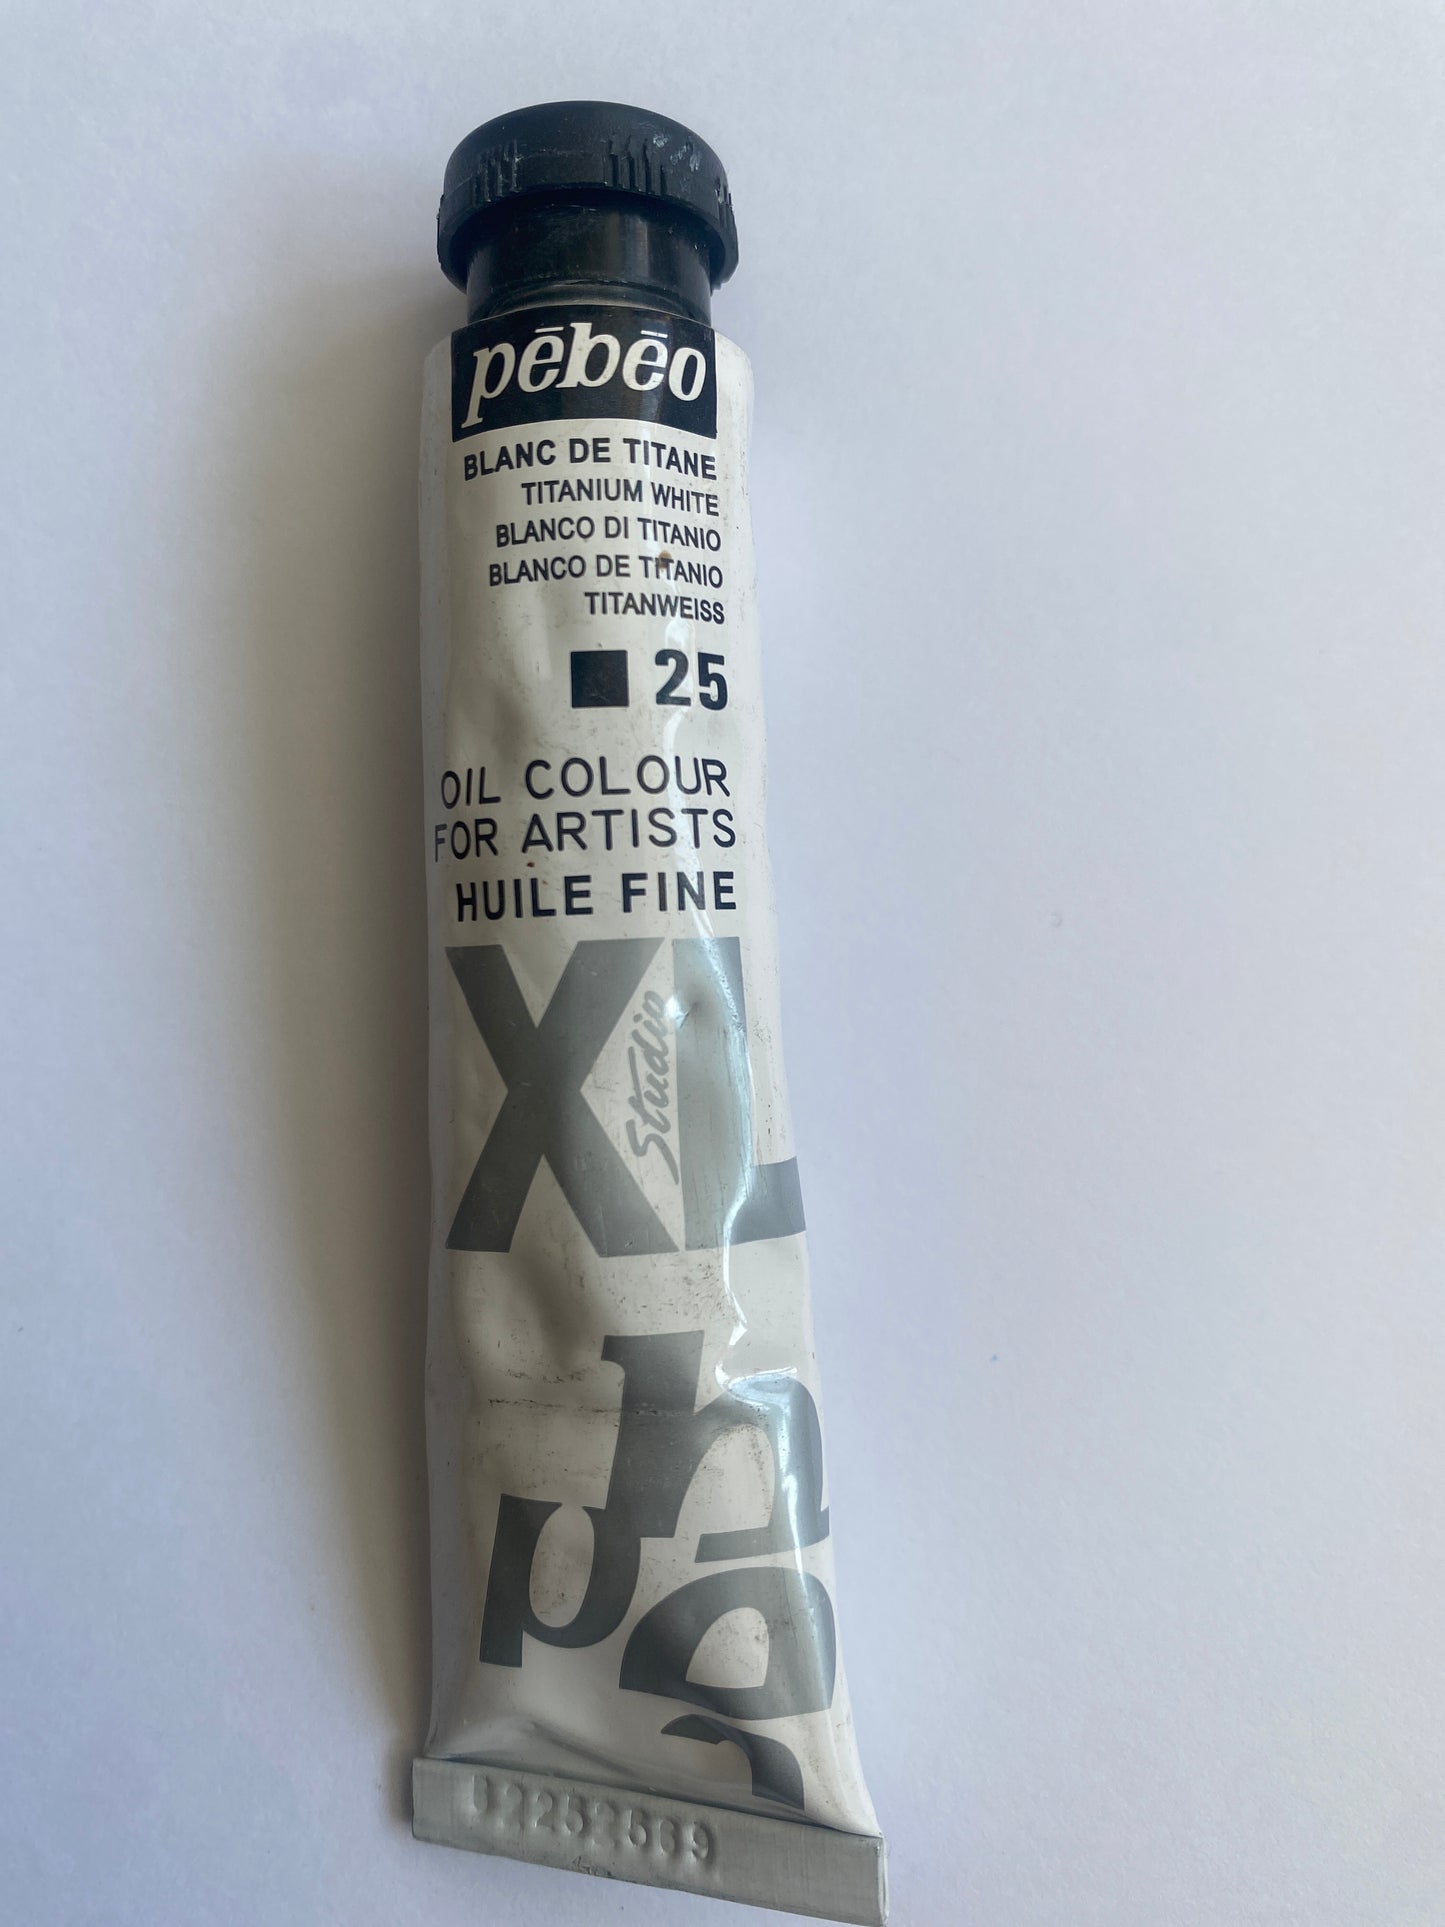 pēbēo
BLANC DE TITANE
TITANIUM WHITE
BLANCO DI TITANIO
BLANCO DE TITANIO
TITANWEISS
25
OIL COLOUR
FOR ARTISTS
HUILE FINE
XL
Studio